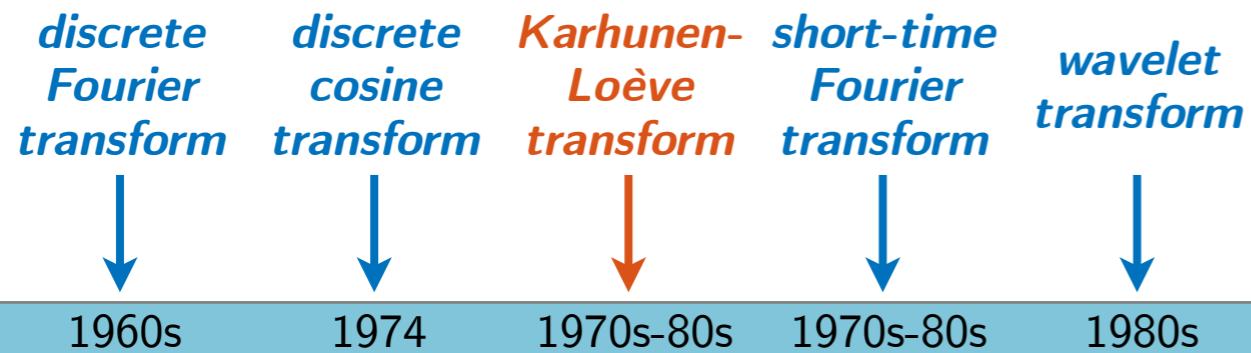 discrete
Fourier
transform
discrete
cosine
transform
Karhunen-
Loève
transform
short-time
Fourier
transform
wavelet
transform
1960s
1974
1970s-80s
1970s-80s
1980s